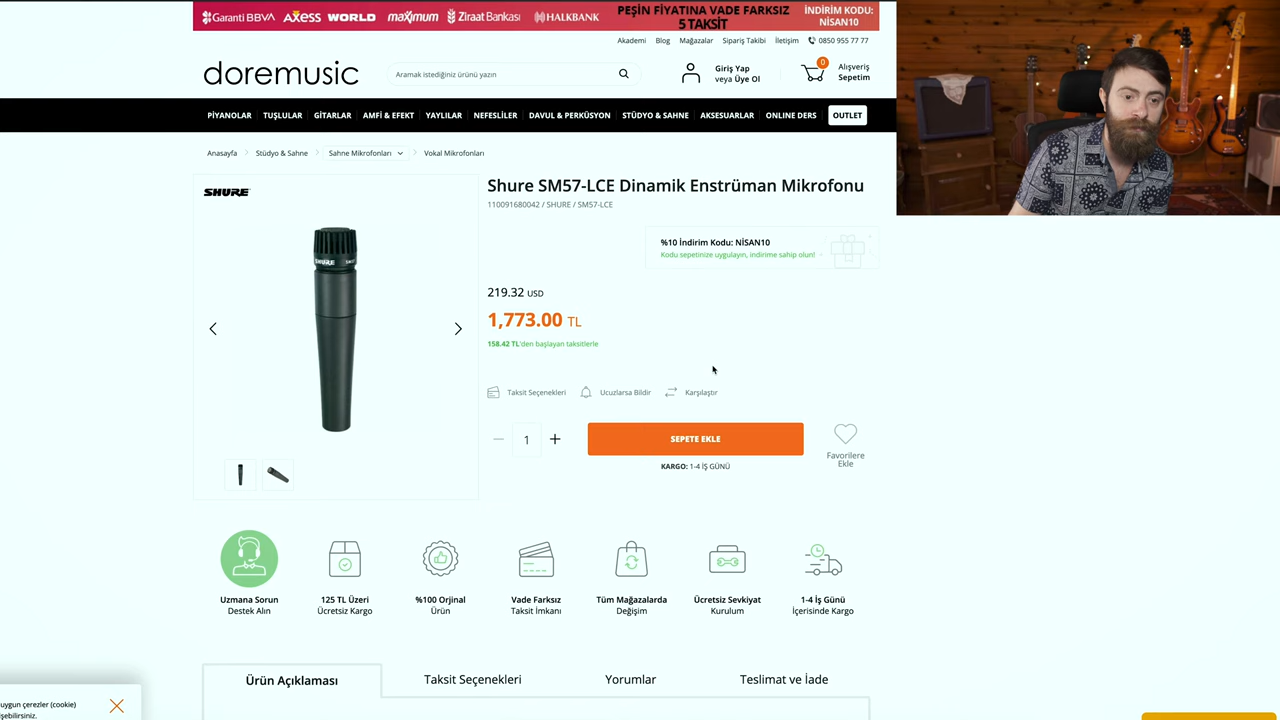 Garanti BBVA AXESS WORLD maximum Ziraat Bankası HALKBANK
PEŞİN FİYATINA VADE FARKSIZ
5 TAKSİT
İNDİRİM KODU:
NİSAN10
Akademi Blog Mağazalar Sipariş Takibi İletişim 0850 955 77 77
doremusic
Aramak istediğiniz ürünü yazın
Giriş Yap
veya Üye Ol
0
Alışveriş
Sepetim
PİYANOLAR TUŞLULAR GİTARLAR AMFİ & EFEKT YAYLILAR NEFESLİLER DAVUL & PERKÜSYON STÜDYO & SAHNE AKSESUARLAR ONLINE DERS OUTLET
Anasayfa Stüdyo & Sahne Sahne Mikrofonları Vokal Mikrofonları
SHURE
SHURE
Shure SM57-LCE Dinamik Enstrüman Mikrofonu
110091680042 / SHURE / SM57-LCE
%10 İndirim Kodu: NİSAN10
Kodu sepetinize uygulayın, indirime sahip olun!
219.32 USD
1,773.00 TL
158.42 TL'den başlayan taksitlerle
Taksit Seçenekleri Ucuzlarsa Bildir Karşılaştır
1
SEPETE EKLE
KARGO: 1-4 İŞ GÜNÜ
Favorilere
Ekle
Uzmana Sorun
Destek Alın
125 TL Üzeri
Ücretsiz Kargo
%100 Orjinal
Ürün
Vade Farksız
Taksit İmkanı
Tüm Mağazalarda
Değişim
Ücretsiz Sevkiyat
Kurulum
1-4 İş Günü
İçerisinde Kargo
Ürün Açıklaması Taksit Seçenekleri Yorumlar Teslimat ve İade
uygun çerezler (cookie)
şebilirsiniz.